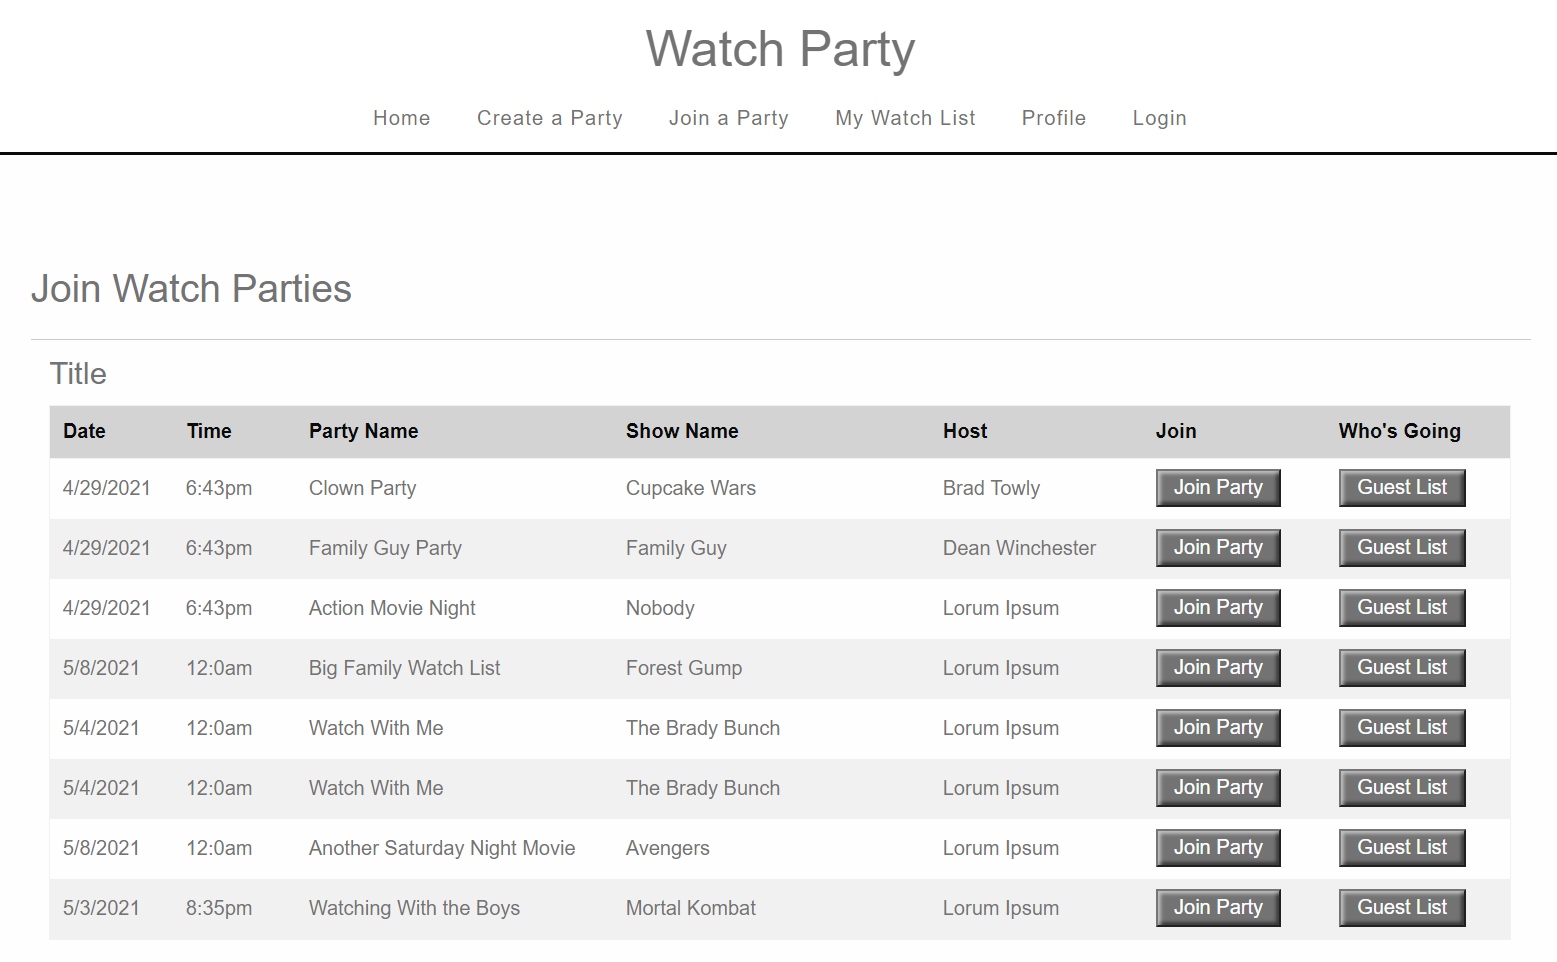 Watch Party
Home Create a Party Join a Party My Watch List Profile Login
Join Watch Parties
Title
Date Time Party Name Show Name Host Join Who's Going
4/29/2021 6:43pm Clown Party Cupcake Wars Brad Towly Join Party Guest List
4/29/2021 6:43pm Family Guy Party Family Guy Dean Winchester Join Party Guest List
4/29/2021 6:43pm Action Movie Night Nobody Lorum Ipsum Join Party Guest List
5/8/2021 12:0am Big Family Watch List Forest Gump Lorum Ipsum Join Party Guest List
5/4/2021 12:0am Watch With Me The Brady Bunch Lorum Ipsum Join Party Guest List
5/4/2021 12:0am Watch With Me The Brady Bunch Lorum Ipsum Join Party Guest List
5/8/2021 12:0am Another Saturday Night Movie Avengers Lorum Ipsum Join Party Guest List
5/3/2021 8:35pm Watching With the Boys Mortal Kombat Lorum Ipsum Join Party Guest List